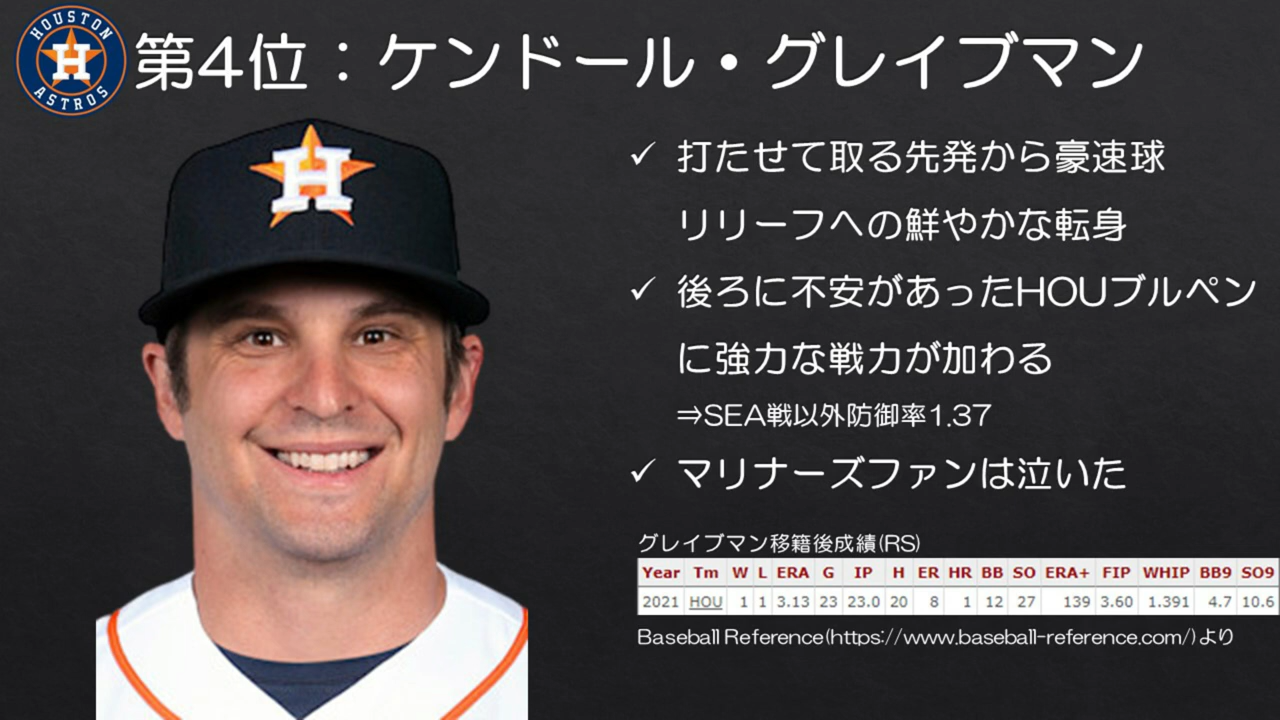 HOUSTON
H
ASTROS
第4位：ケンドール・グレイブマン
H
✓ 打たせて取る先発から豪速球
リリーフへの鮮やかな転身
✓ 後ろに不安があったHOUブルペン
に強力な戦力が加わる
⇒SEA戦以外防御率1.37
✓ マリナーズファンは泣いた
グレイブマン移籍後成績(RS)
Year Tm W L ERA G IP H ER HR BB SO ERA+ FIP WHIP BB9 SO9
2021 HOU 1 1 3.13 23 23.0 20 8 1 12 27 139 3.60 1.391 4.7 10.6
Baseball Reference(https://www.baseball-reference.com/)より